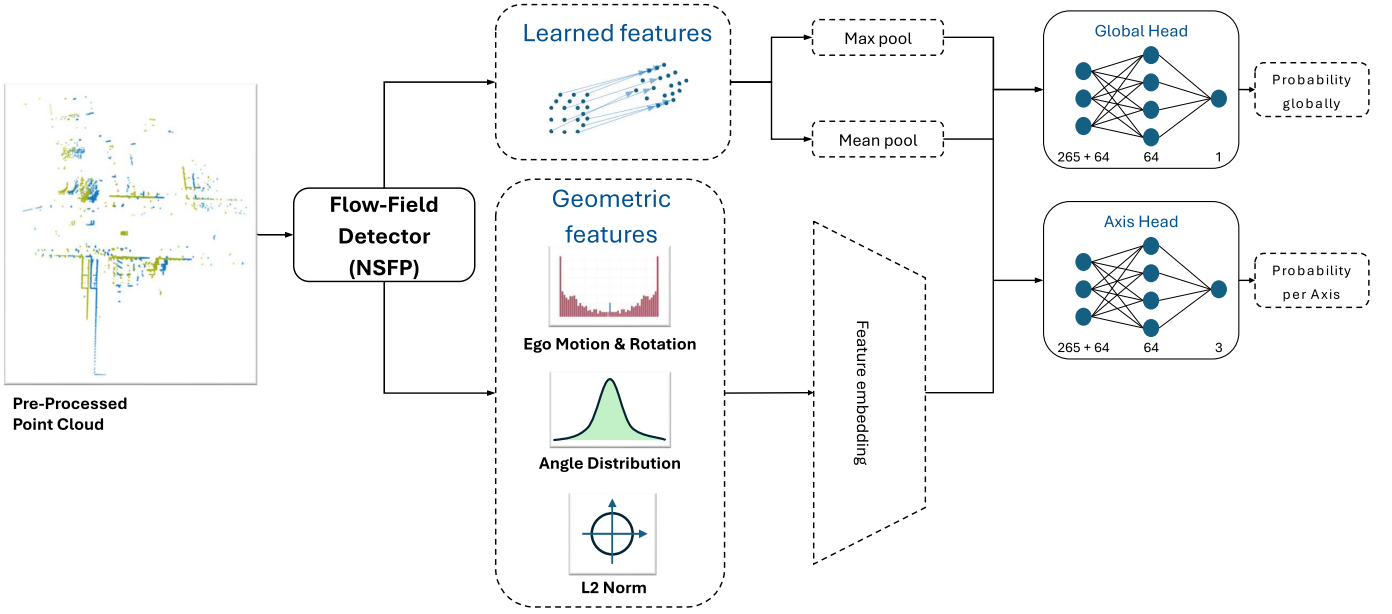 Pre-Processed
Point Cloud
Flow-Field
Detector
(NSFP)
Learned features
Geometric
features
Ego Motion & Rotation
Angle Distribution
L2 Norm
Max pool
Mean pool
Feature embedding
Global Head
265 + 64 64 1
Probability
globally
Axis Head
265 + 64 64 3
Probability
per Axis